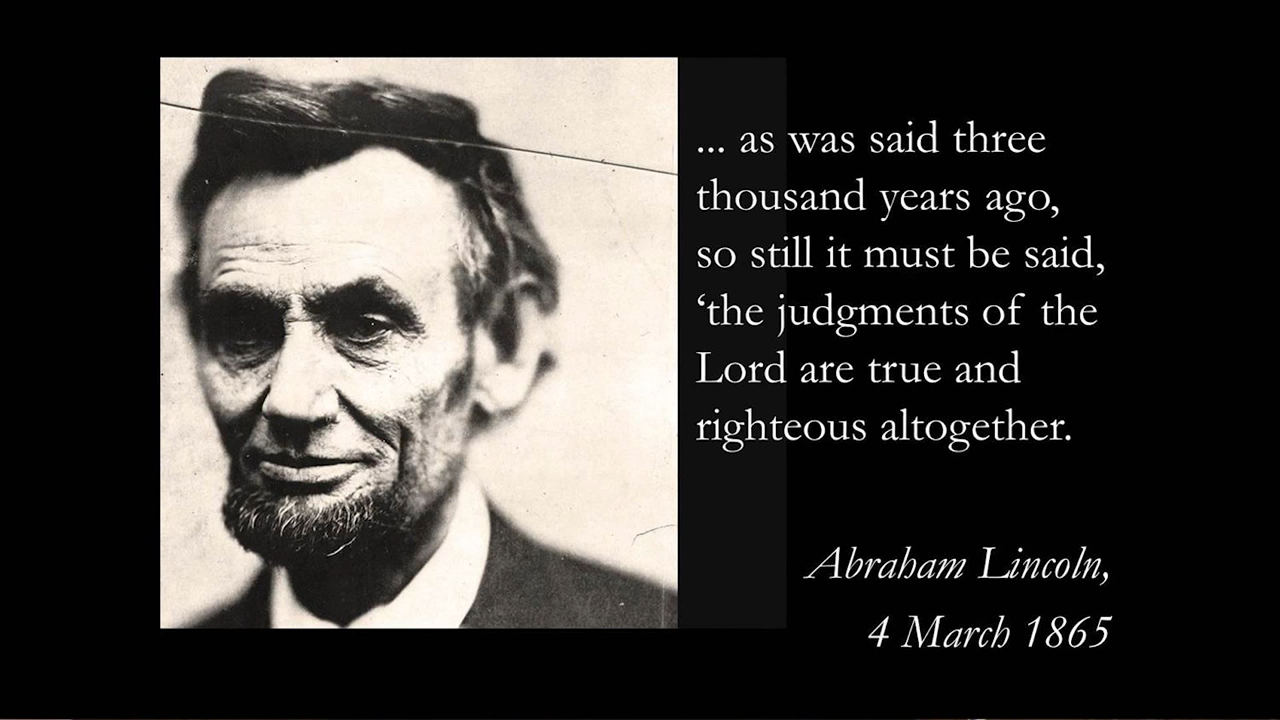 ... as was said three
thousand years ago,
so still it must be said,
‘the judgments of the
Lord are true and
righteous altogether.
Abraham Lincoln,
4 March 1865